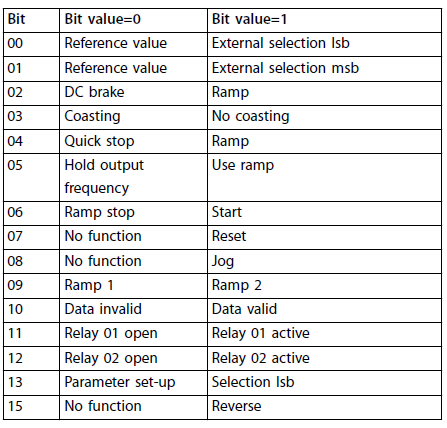 Bit Bit value=0 Bit value=1
00 Reference value External selection lsb
01 Reference value External selection msb
02 DC brake Ramp
03 Coasting No coasting
04 Quick stop Ramp
05 Hold output Use ramp
frequency
06 Ramp stop Start
07 No function Reset
08 No function Jog
09 Ramp 1 Ramp 2
10 Data invalid Data valid
11 Relay 01 open Relay 01 active
12 Relay 02 open Relay 02 active
13 Parameter set-up Selection lsb
15 No function Reverse